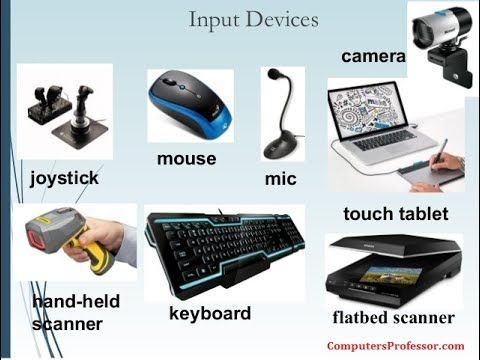 Input Devices
camera
joystick
mouse
mic
touch tablet
hand-held
scanner
keyboard
flatbed scanner
ComputersProfessor.com